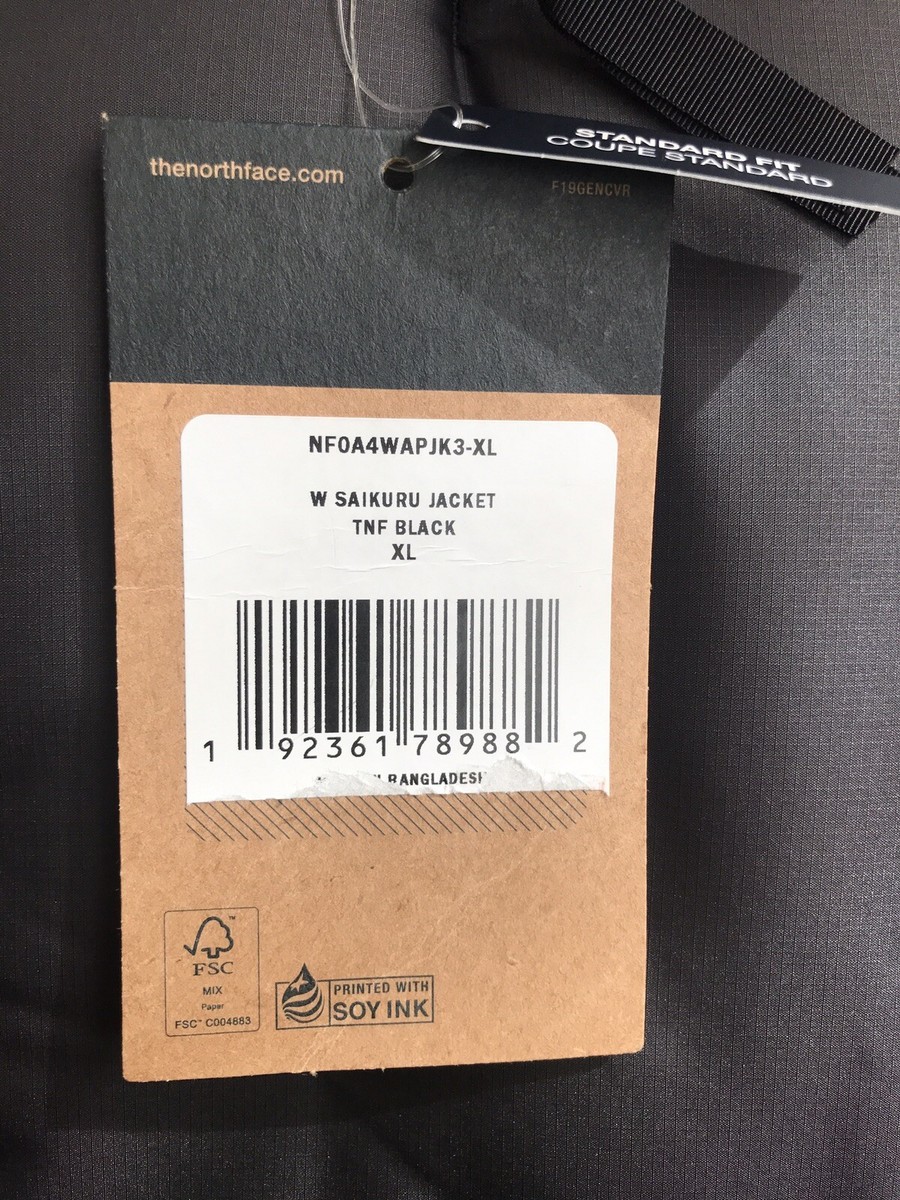 STANDARD FIT
COUPE STANDARD
thenorthface.com
F19GENCVR
NF0A4WAPJK3-XL
W SAIKURU JACKET
TNF BLACK
XL
1 92361 78988 2
BANGLADESH
FSC
MIX
Paper
FSC™ C004883
PRINTED WITH
SOY INK